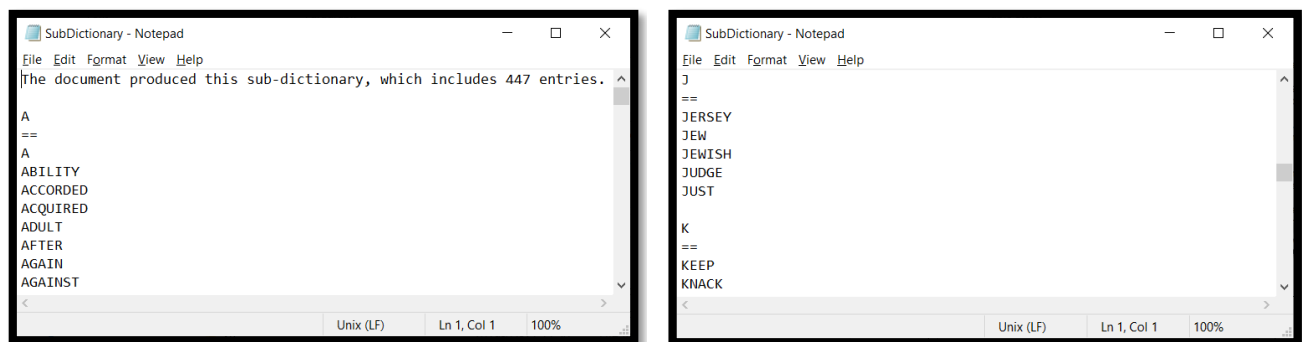 SubDictionary - Notepad
File Edit Format View Help
The document produced this sub-dictionary, which includes 447 entries.
A
==
A
ABILITY
ACCORDED
ACQUIRED
ADULT
AFTER
AGAIN
AGAINST
Unix (LF) Ln 1, Col 1 100%
SubDictionary - Notepad
File Edit Format View Help
J
==
JERSEY
JEW
JEWISH
JUDGE
JUST
K
==
KEEP
KNACK
Unix (LF) Ln 1, Col 1 100%